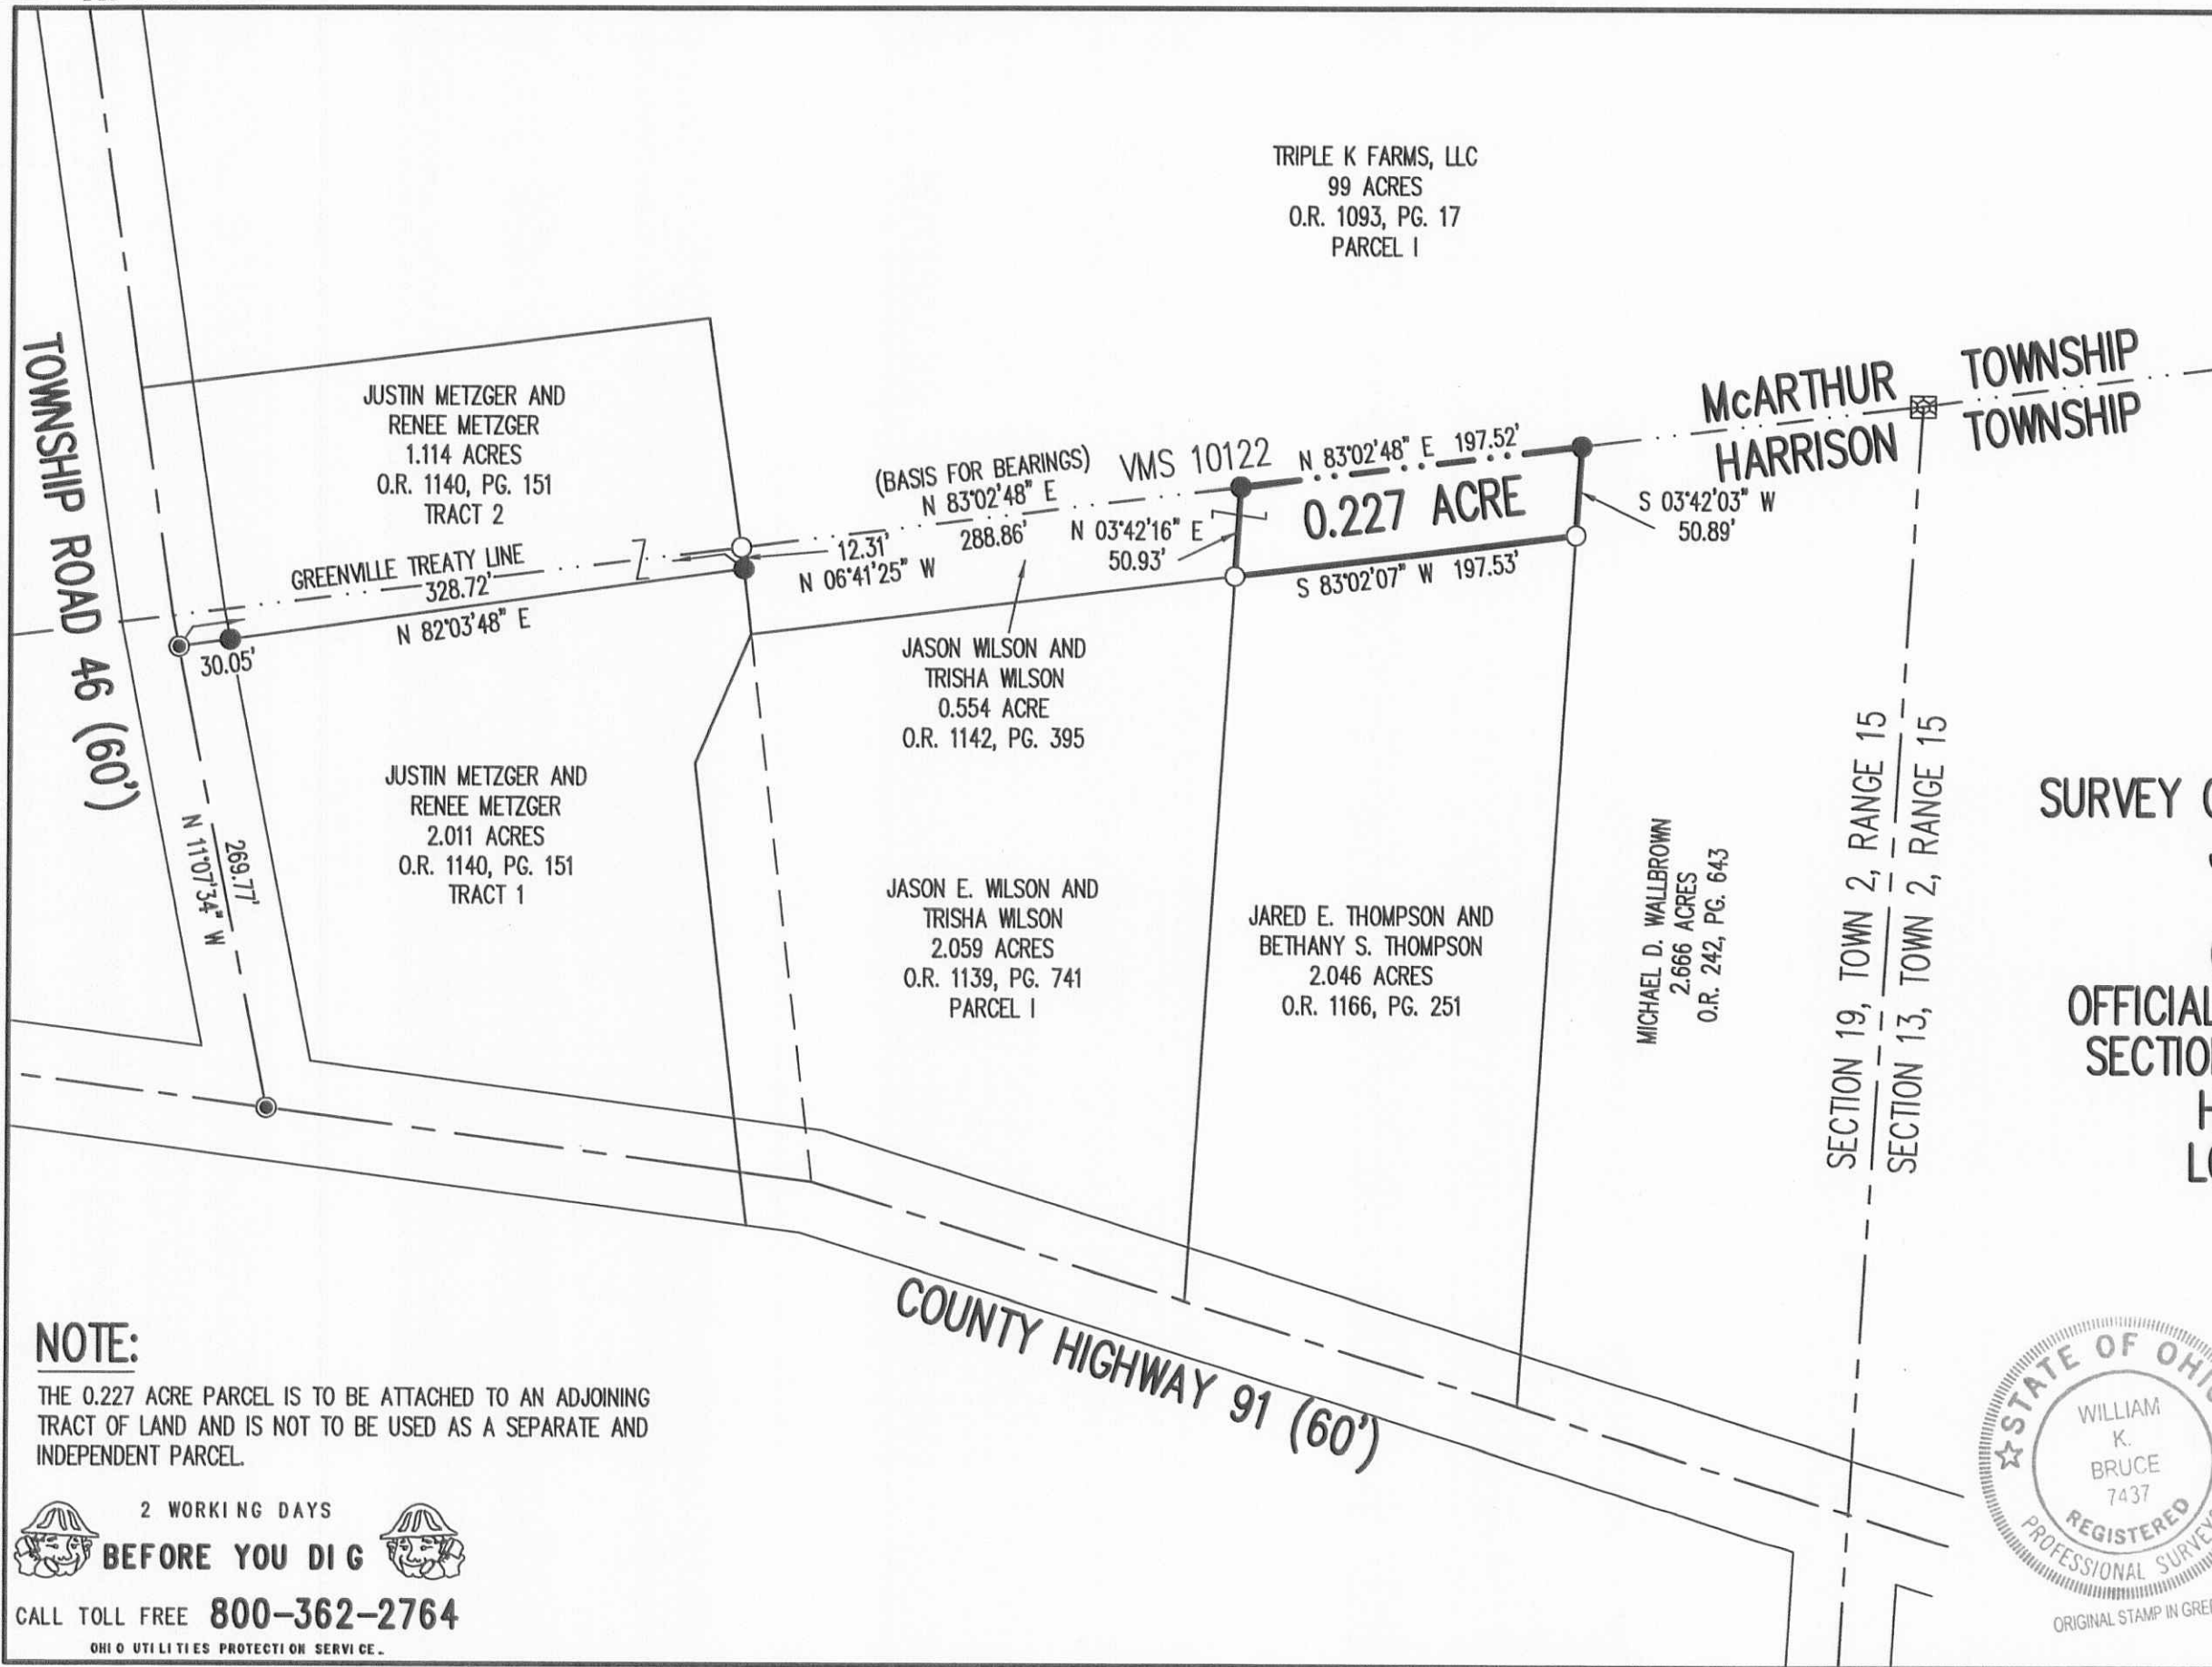 TRIPLE K FARMS, LLC
99 ACRES
O.R. 1093, PG. 17
PARCEL I
TOWNSHIP ROAD 46 (60')
JUSTIN METZGER AND
RENEE METZGER
1.114 ACRES
O.R. 1140, PG. 151
TRACT 2
GREENVILLE TREATY LINE
328.72'
N 82°03'48" E
30.05'
N 11°07'34" W
269.77'
JUSTIN METZGER AND
RENEE METZGER
2.011 ACRES
O.R. 1140, PG. 151
TRACT 1
12.31'
N 06°41'25" W
(BASIS FOR BEARINGS)
N 83°02'48" E
288.86'
VMS 10122
N 83°02'48" E 197.52'
0.227 ACRE
N 03°42'16" E
50.93'
S 83°02'07" W 197.53'
S 03°42'03" W
50.89'
McARTHUR TOWNSHIP
HARRISON TOWNSHIP
JASON WILSON AND
TRISHA WILSON
0.554 ACRE
O.R. 1142, PG. 395
JASON E. WILSON AND
TRISHA WILSON
2.059 ACRES
O.R. 1139, PG. 741
PARCEL I
JARED E. THOMPSON AND
BETHANY S. THOMPSON
2.046 ACRES
O.R. 1166, PG. 251
MICHAEL D. WALLBROWN
2.666 ACRES
O.R. 242, PG. 643
SECTION 19, TOWN 2, RANGE 15
SECTION 13, TOWN 2, RANGE 15
SURVEY
OFFICIAL
SECTION
COUNTY HIGHWAY 91 (60')
NOTE:
THE 0.227 ACRE PARCEL IS TO BE ATTACHED TO AN ADJOINING
TRACT OF LAND AND IS NOT TO BE USED AS A SEPARATE AND
INDEPENDENT PARCEL.
2 WORKING DAYS
BEFORE YOU DIG
CALL TOLL FREE 800-362-2764
OHIO UTILITIES PROTECTION SERVICE.
STATE OF OHI
WILLIAM
K.
BRUCE
7437
REGISTERED
PROFESSIONAL SURVEYO
ORIGINAL STAMP IN GREE